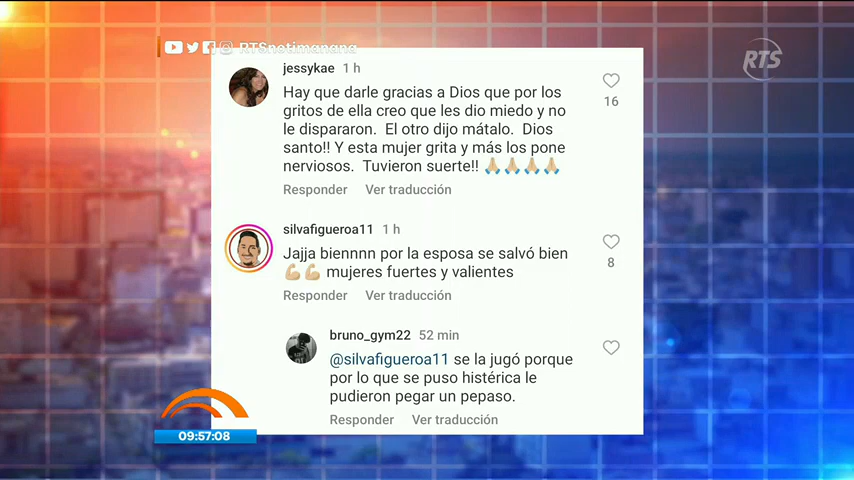 RTSnotimanana
RTS
jessykae 1 h
Hay que darle gracias a Dios que por los
gritos de ella creo que les dio miedo y no
le dispararon. El otro dijo mátalo. Dios
santo!! Y esta mujer grita y más los pone
nerviosos. Tuvieron suerte!! 🙏🏼🙏🏼🙏🏼🙏🏼
16
Responder Ver traducción
silvafigueroa11 1 h
Jajja biennnn por la esposa se salvó bien
💪🏼💪🏼 mujeres fuertes y valientes
8
Responder Ver traducción
bruno_gym22 52 min
@silvafigueroa11 se la jugó porque
por lo que se puso histérica le
pudieron pegar un pepaso.
Responder Ver traducción
09:57:08